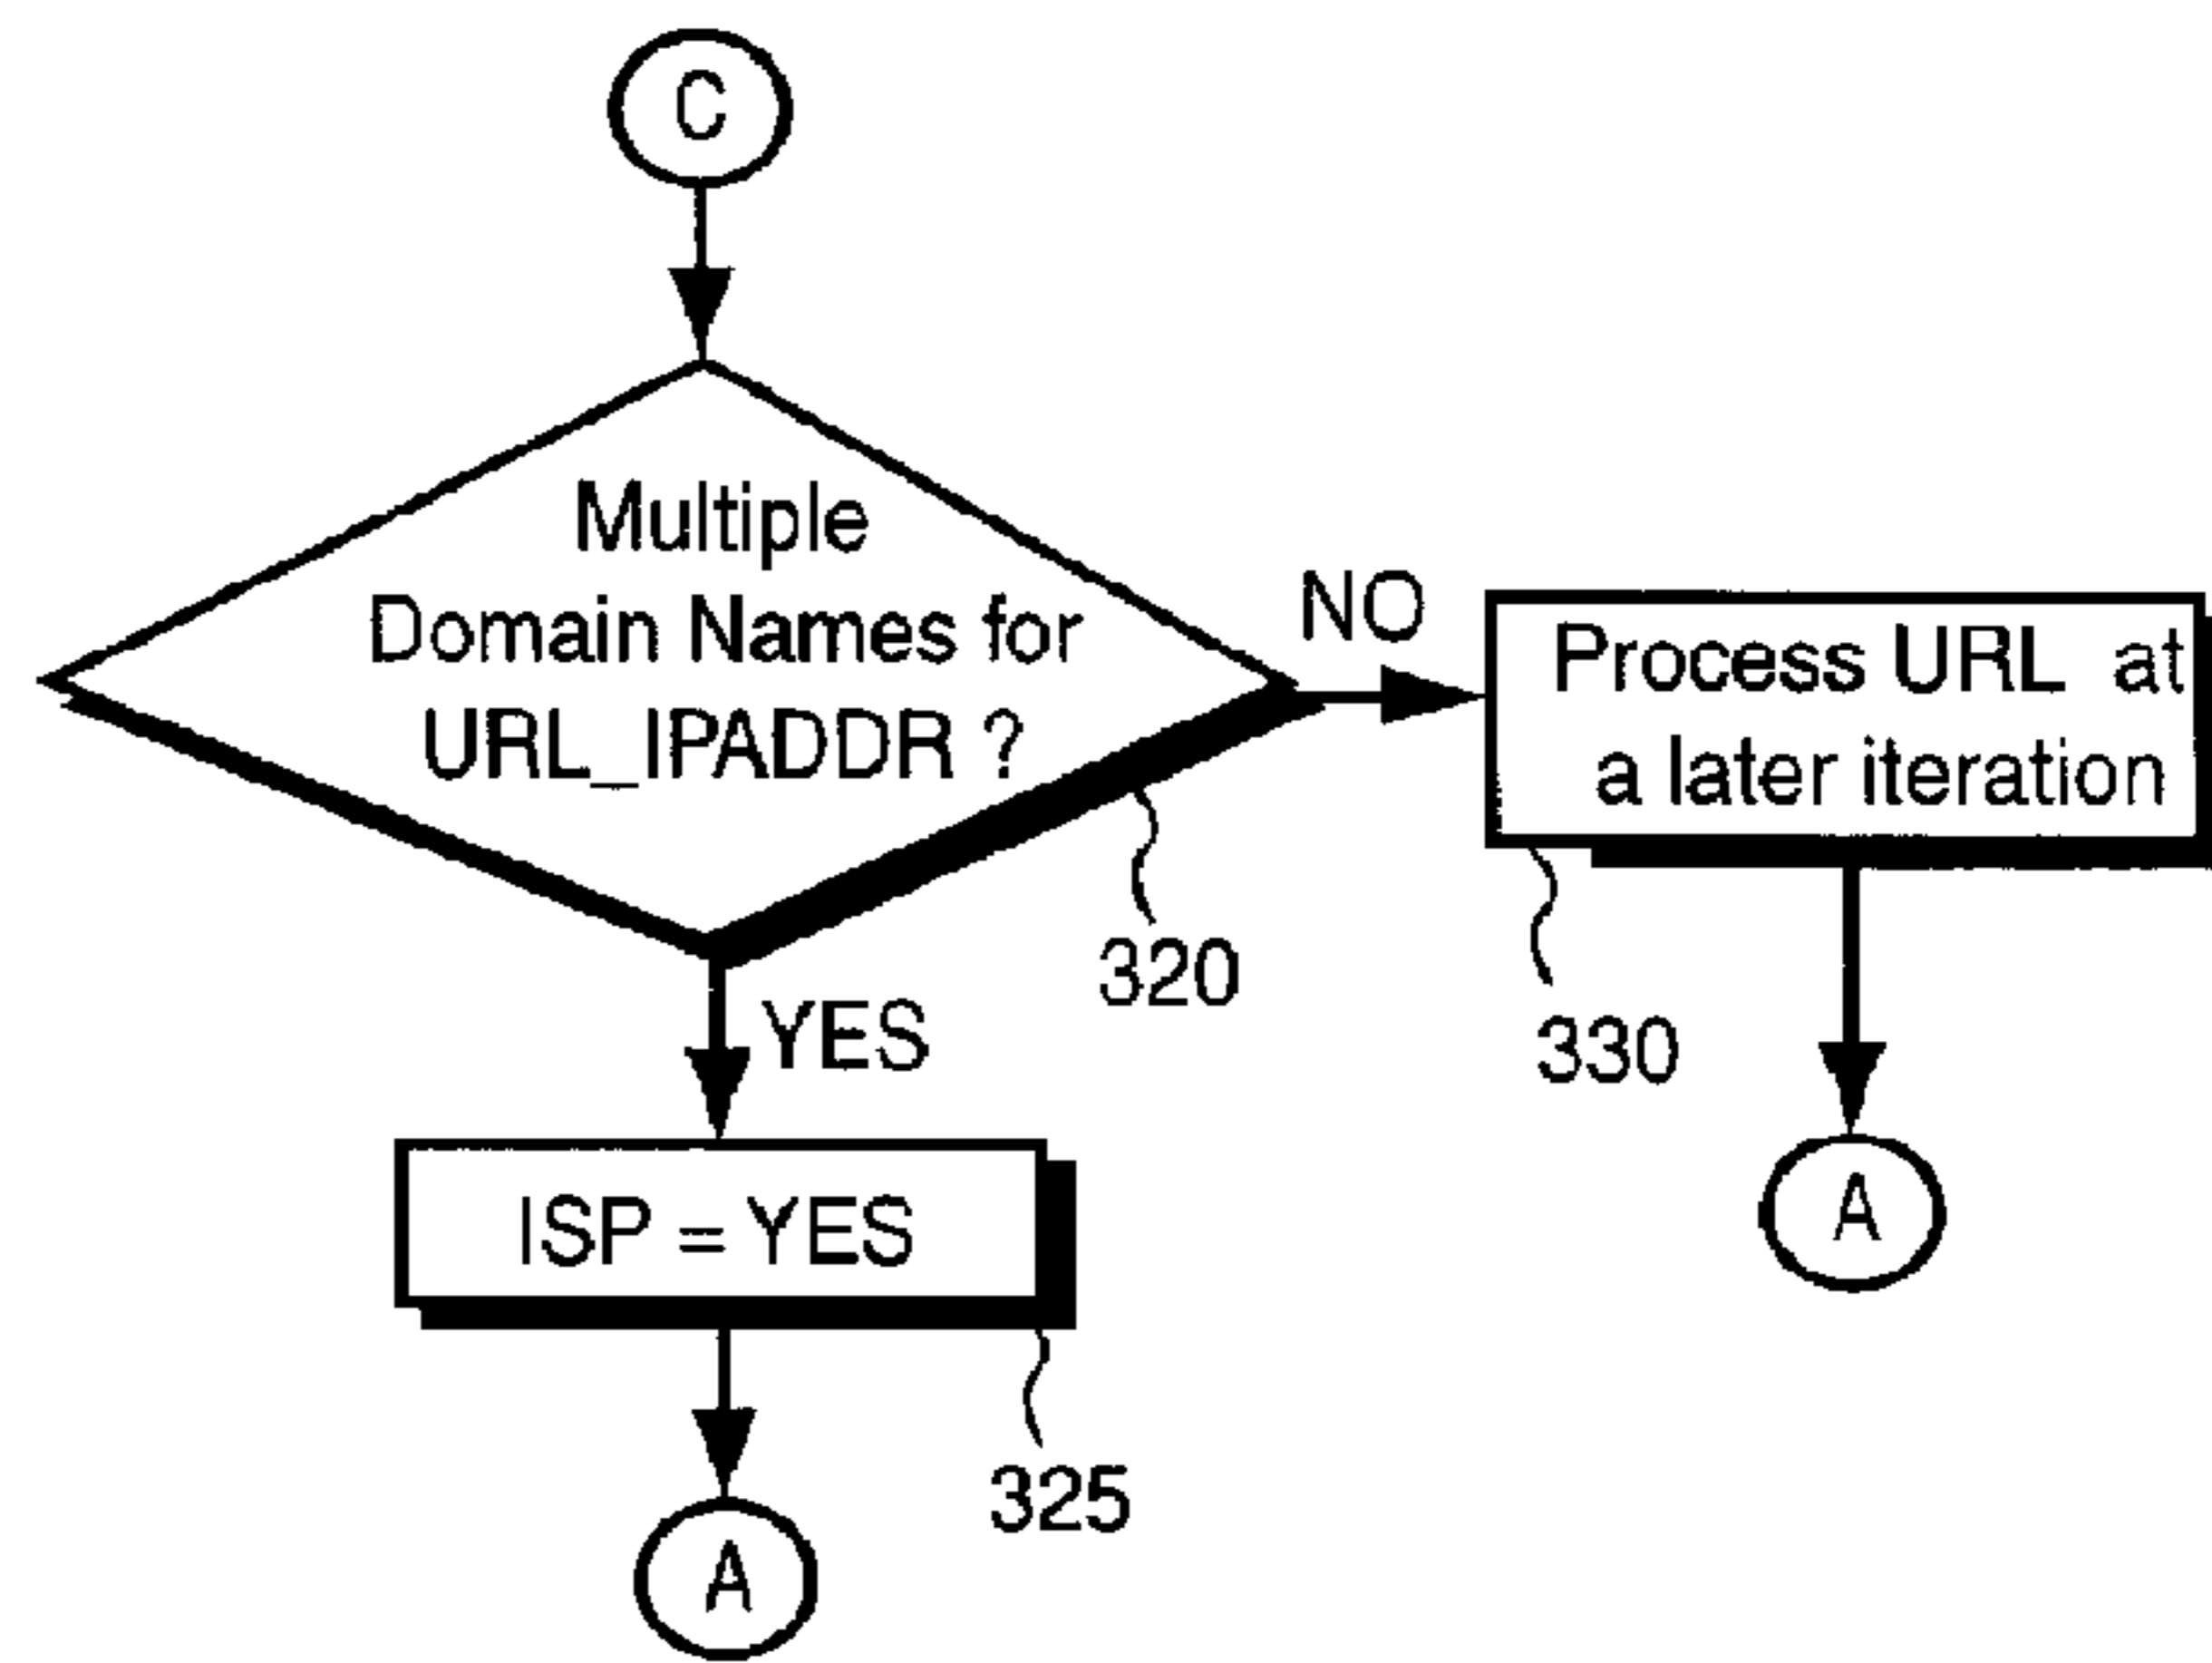 C
Multiple
Domain Names for
URL_IPADDR ?
NO
Process URL at
a later iteration
320
330
YES
ISP = YES
A
325
A